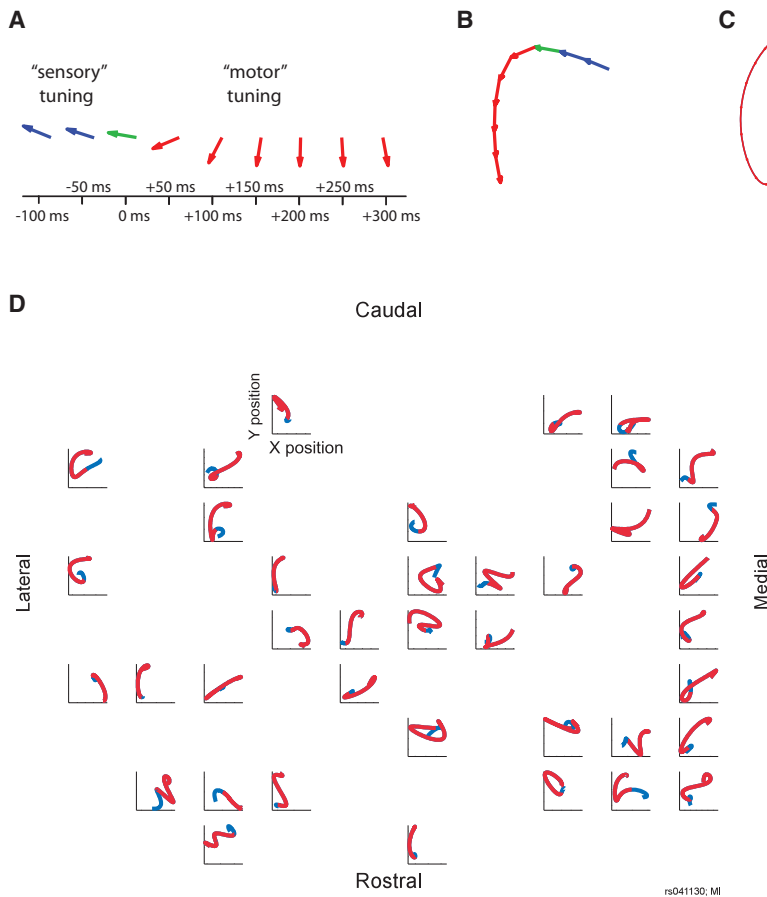 A
B
C
"sensory"
tuning
"motor"
tuning
-50 ms
+50 ms
+150 ms
+250 ms
-100 ms
0 ms
+100 ms
+200 ms
+300 ms
D
Caudal
Y position
X position
Lateral
Medial
Rostral
rs041130; MI